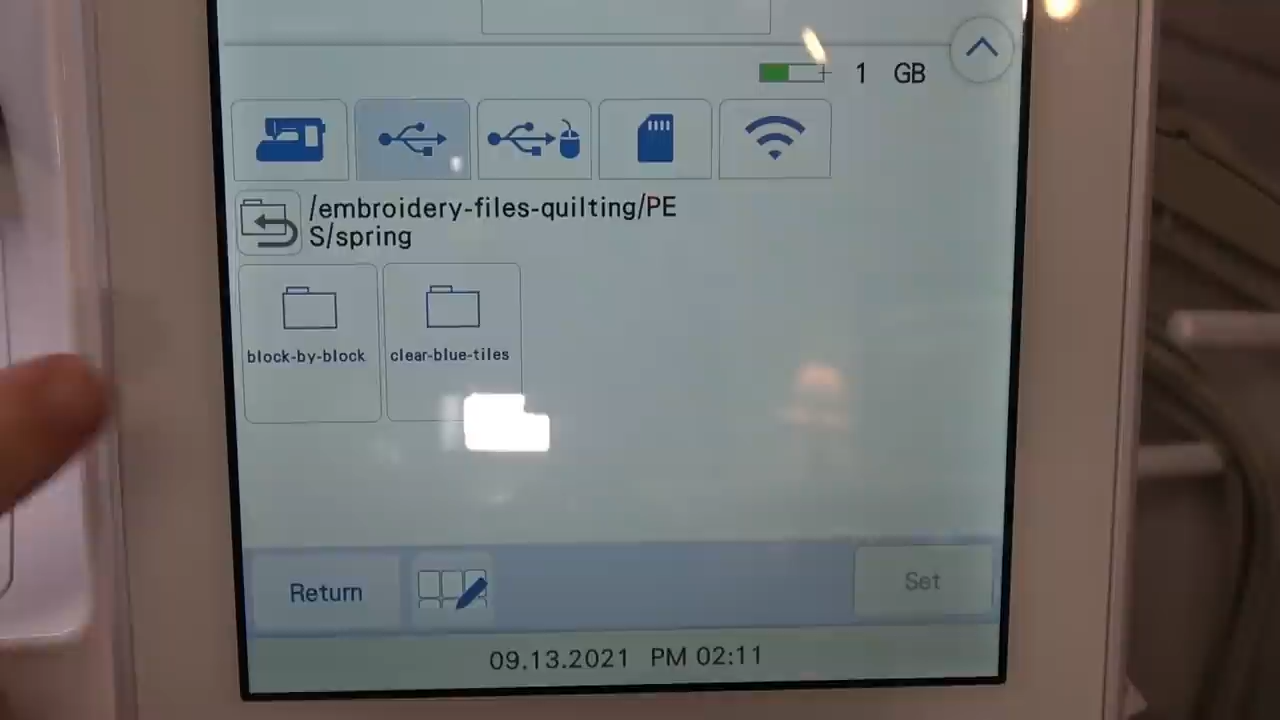 1 GB
/embroidery-files-quilting/PE
S/spring
block-by-block
clear-blue-tiles
Return
Set
09.13.2021 PM 02:11